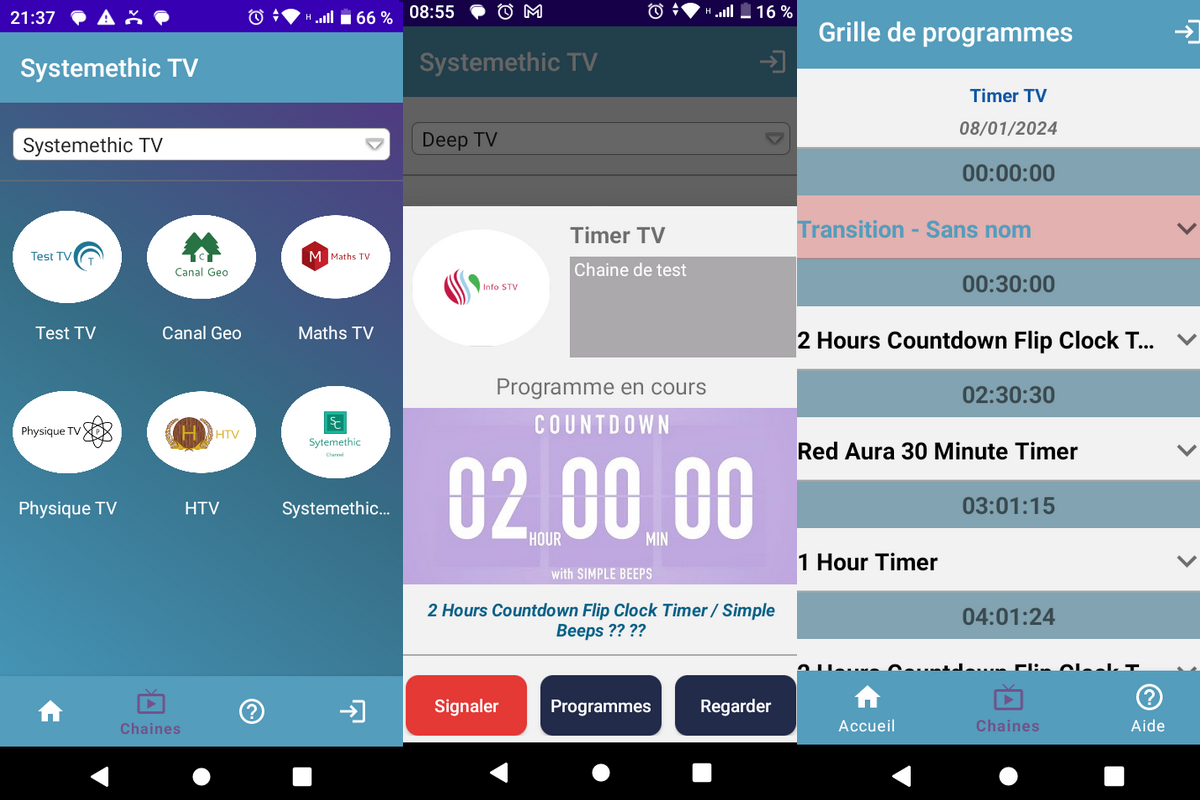 21:37
H
66 %
Systemethic TV
Systemethic TV
Test TV
T
C
Canal Geo
M
Maths TV
Test TV
Canal Geo
Maths TV
Physique TV
P
H
HTV
SC
Sytemethic
Channel
Physique TV
HTV
Systemethic...
Chaines
08:55
H
16 %
Systemethic TV
Deep TV
Info STV
Timer TV
Chaine de test
Programme en cours
COUNTDOWN
02 HOUR 00 MIN 00
with SIMPLE BEEPS
2 Hours Countdown Flip Clock Timer / Simple
Beeps ?? ??
Signaler
Programmes
Regarder
Grille de programmes
Timer TV
08/01/2024
00:00:00
Transition - Sans nom
00:30:00
2 Hours Countdown Flip Clock T...
02:30:30
Red Aura 30 Minute Timer
03:01:15
1 Hour Timer
04:01:24
2 Hours Countdown Flip Clock T...
Accueil
Chaines
Aide